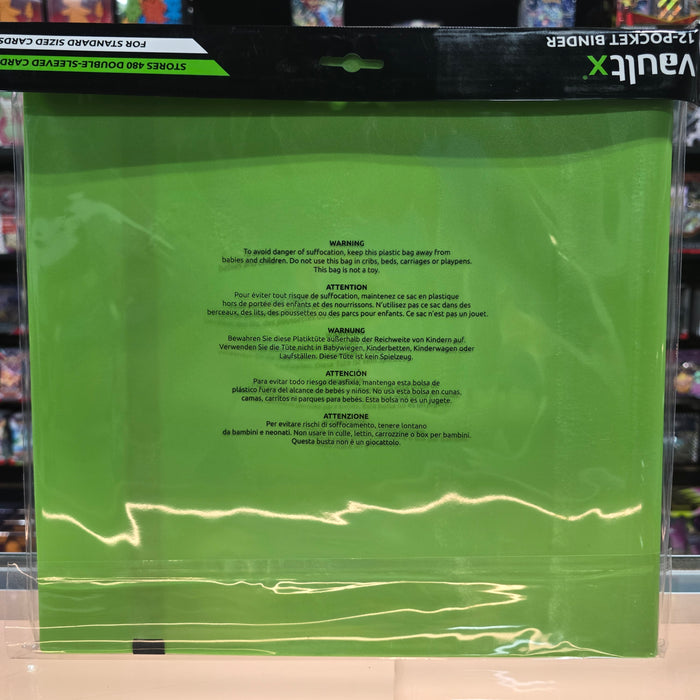 FOR STANDARD SIZED CARDS
STORES 480 DOUBLE-SLEEVED CARDS
12-POCKET BINDER
vaultx
WARNING
To avoid danger of suffocation, keep this plastic bag away from
babies and children. Do not use this bag in cribs, beds, carriages or playpens.
This bag is not a toy.
ATTENTION
Pour éviter tout risque de suffocation, maintenez ce sac en plastique
hors de portée des enfants et des nourrissons. N'utilisez pas ce sac dans des
berceaux, des lits, des poussettes ou des parcs pour enfants. Ce sac n'est pas un jouet.
WARNUNG
Bewahren Sie diese Platiktüte außerhalb der Reichweite von Kindern auf.
Verwenden Sie die Tüte nicht in Babywiegen, Kinderbetten, Kinderwagen oder
Laufställen. Diese Tüte ist kein Spielzeug.
ATENCIÓN
Para evitar todo riesgo de asfixia, mantenga esta bolsa de
plástico fuera del alcance de bebés y niños. No usa esta bolsa en cunas,
camas, carritos ni parques para bebés. Esta bolsa no es un jugete.
ATTENZIONE
Per evitare rischi di soffocamento, tenere lontano
da bambini e neonati. Non usare in culle, lettin, carrozzine o box per bambini.
Questa busta non è un giocattolo.